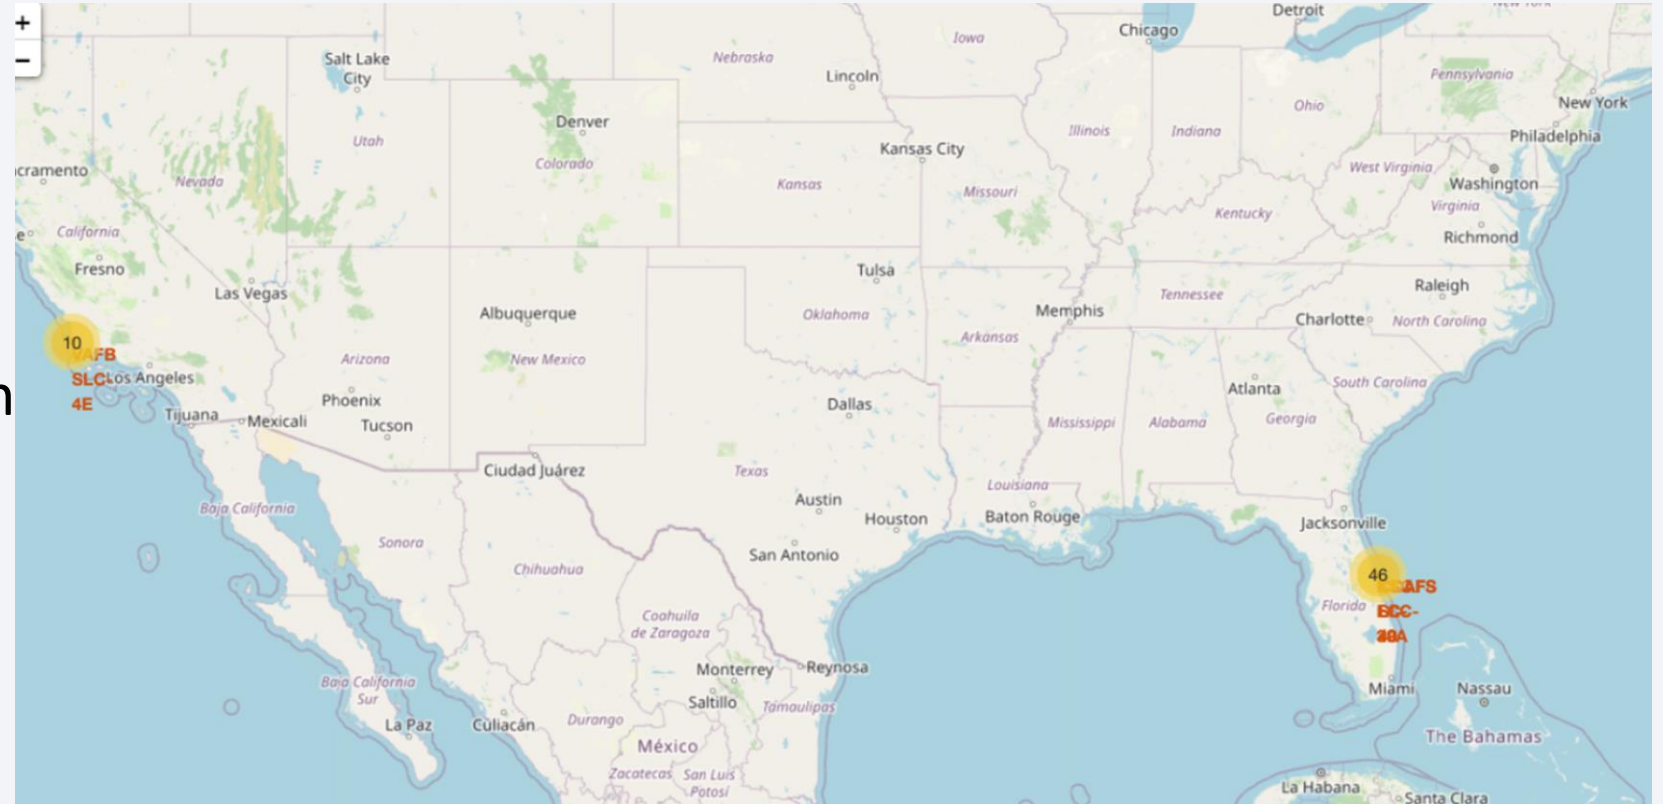 +
−
Detroit
Chicago
Iowa
Nebraska
Salt Lake
City
Lincoln
Pennsylvania
New York
Ohio
Denver
Illinois
Indiana
Philadelphia
Utah
Kansas City
Colorado
West Virginia
cramento
Nevada
Kansas
Missouri
Washington
Virginia
Kentucky
California
Richmond
Fresno
Tulsa
Las Vegas
Raleigh
Tennessee
Albuquerque
Oklahoma
Memphis
Charlotte
North Carolina
10
Arkansas
VAFB
Arizona
New Mexico
SLC-
Los Angeles
South Carolina
Atlanta
4E
Phoenix
Dallas
n
Tijuana
Mexicali
Tucson
Mississippi
Alabama
Georgia
Ciudad Juárez
Texas
Louisiana
Austin
Baja California
Houston
Baton Rouge
Jacksonville
Sonora
San Antonio
Chihuahua
46
Florida
Coahuila
de Zaragoza
Monterrey
Reynosa
Baja California
Sur
Saltillo
Tamaulipas
Miami
Nassau
La Paz
Culiacán
Durango
México
The Bahamas
Zacatecas
San Luis
Potosí
La Habana
Santa Clara